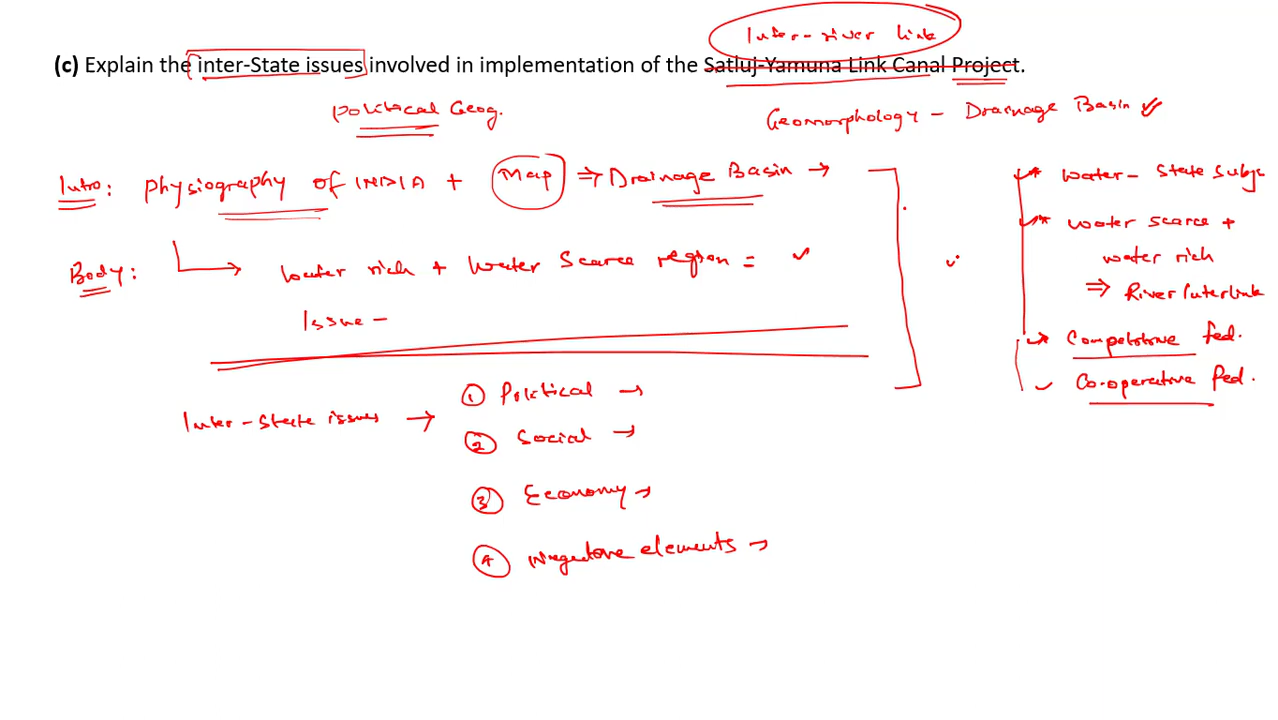 Inter-river link
(c) Explain the inter-State issues involved in implementation of the Satluj-Yamuna Link Canal Project.
Political Geog.
Geomorphology - Drainage Basin ✓
Intro: Physiography of INDIA + Map ⇒ Drainage Basin →
* Water - State Subje
* Water scarce +
water rich
⇒ River Interlink
Body: → Water rich + Water Scarce region = ✓
Issue -
→ Competitive fed.
✓ Co-operative fed.
Inter-State issues → ① Political →
② Social →
③ Economy →
④ Negative elements →